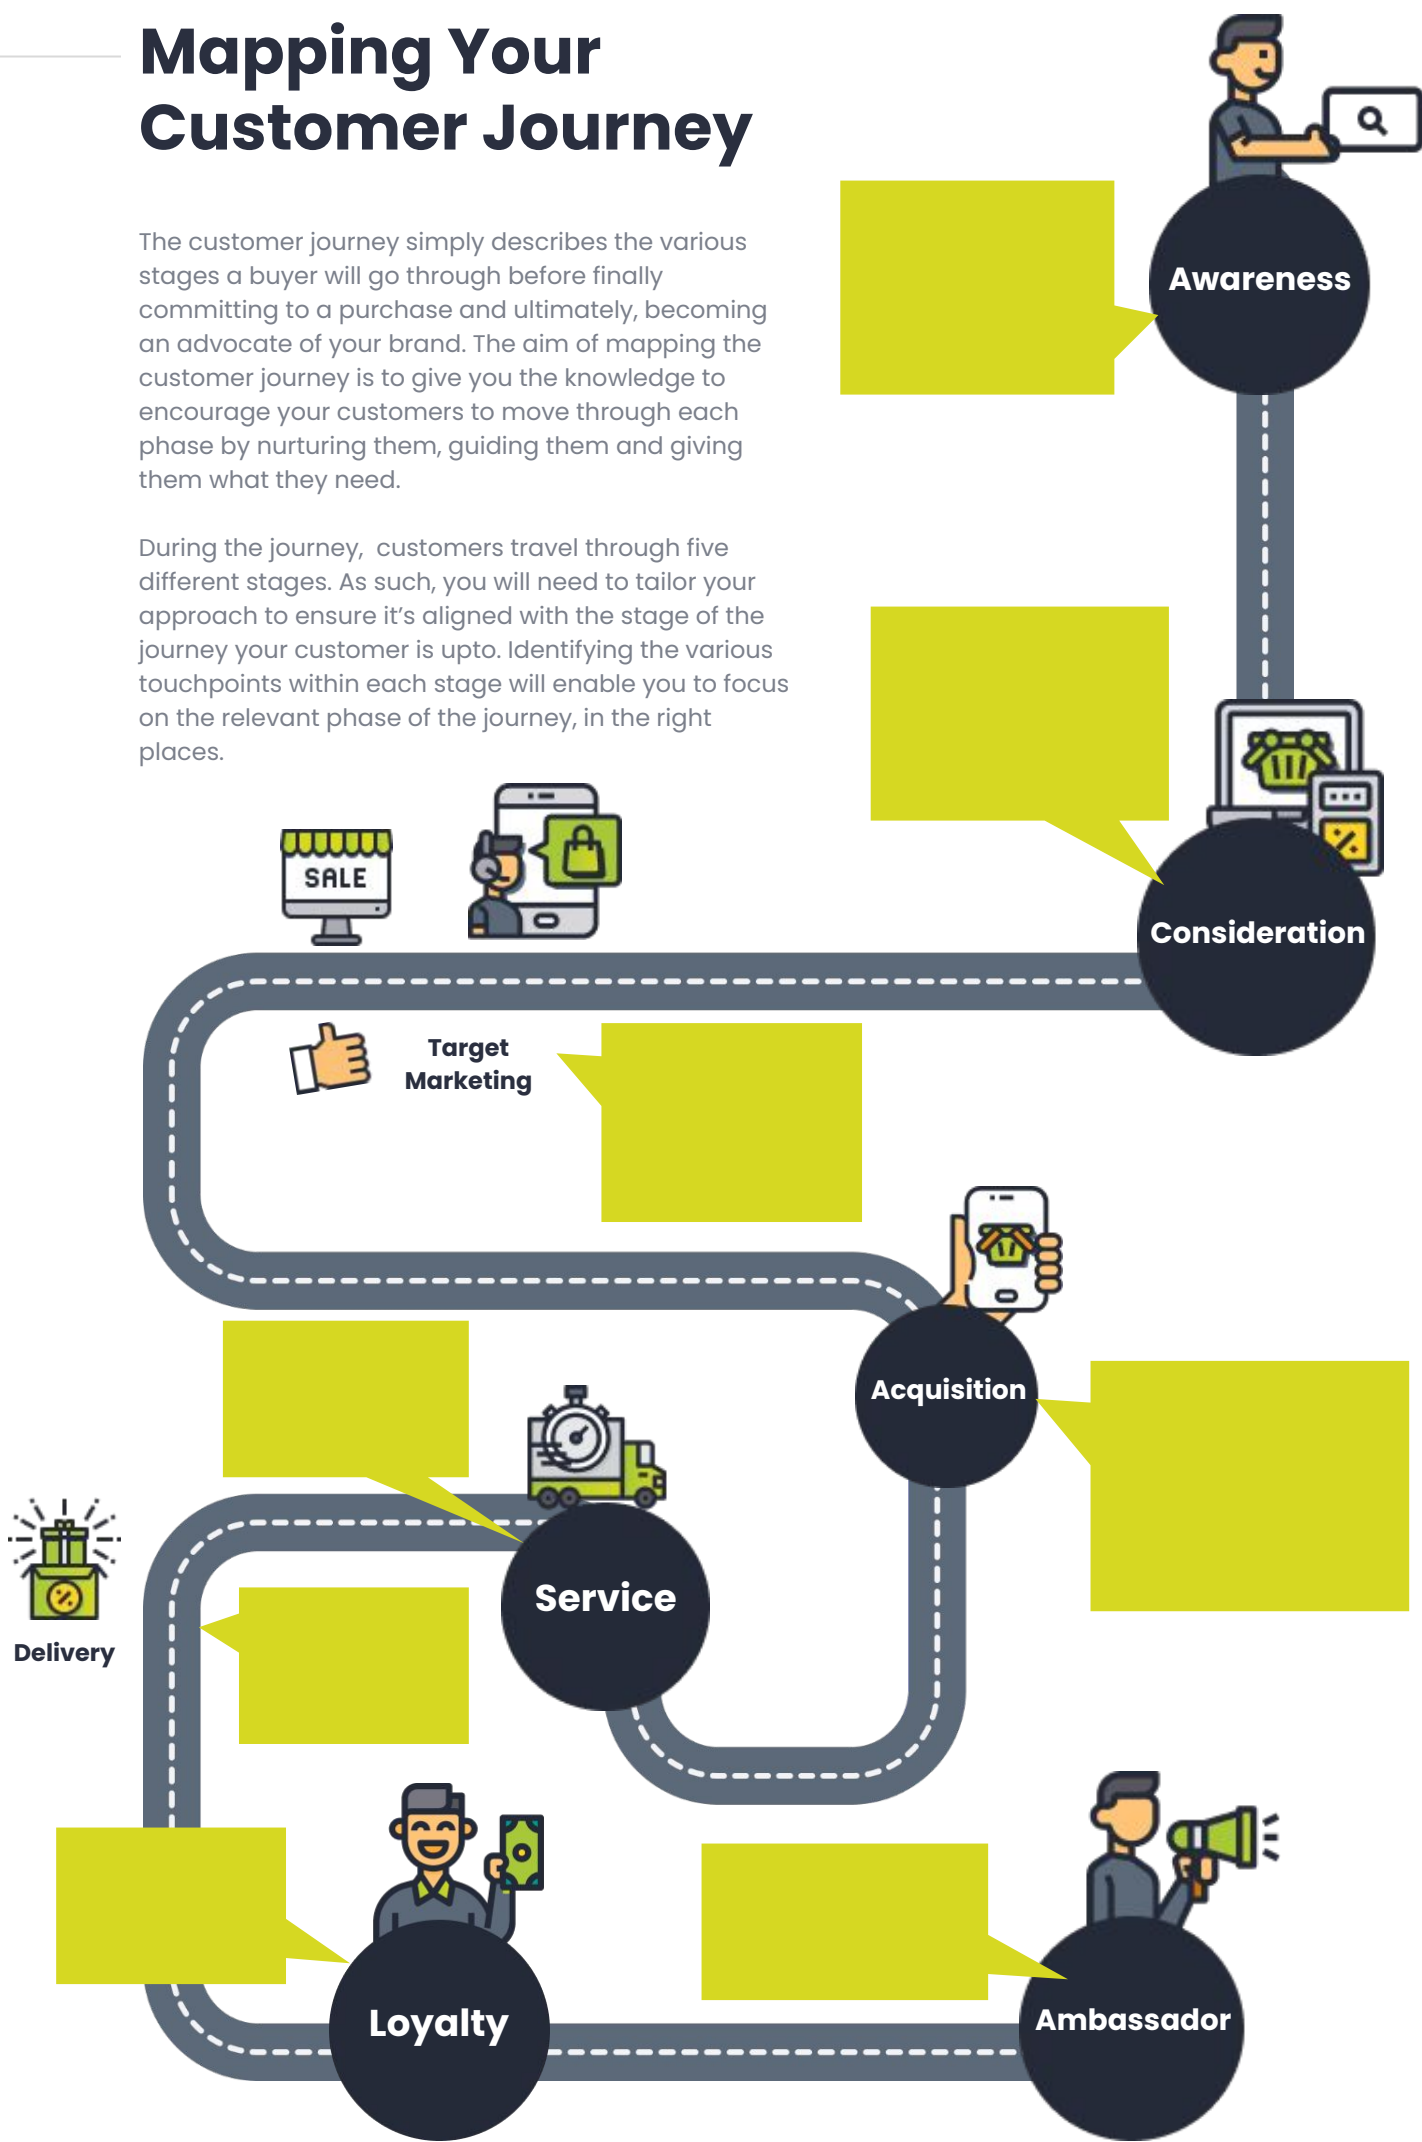 Mapping Your
Customer Journey
The customer journey simply describes the various
stages a buyer will go through before finally
committing to a purchase and ultimately, becoming
an advocate of your brand. The aim of mapping the
customer journey is to give you the knowledge to
encourage your customers to move through each
phase by nurturing them, guiding them and giving
them what they need.
During the journey,  customers travel through five
different stages. As such, you will need to tailor your
approach to ensure it’s aligned with the stage of the
journey your customer is upto. Identifying the various
touchpoints within each stage will enable you to focus
on the relevant phase of the journey, in the right
places.
Awareness
SALE
Consideration
Target
Marketing
Acquisition
Service
Delivery
Loyalty
Ambassador